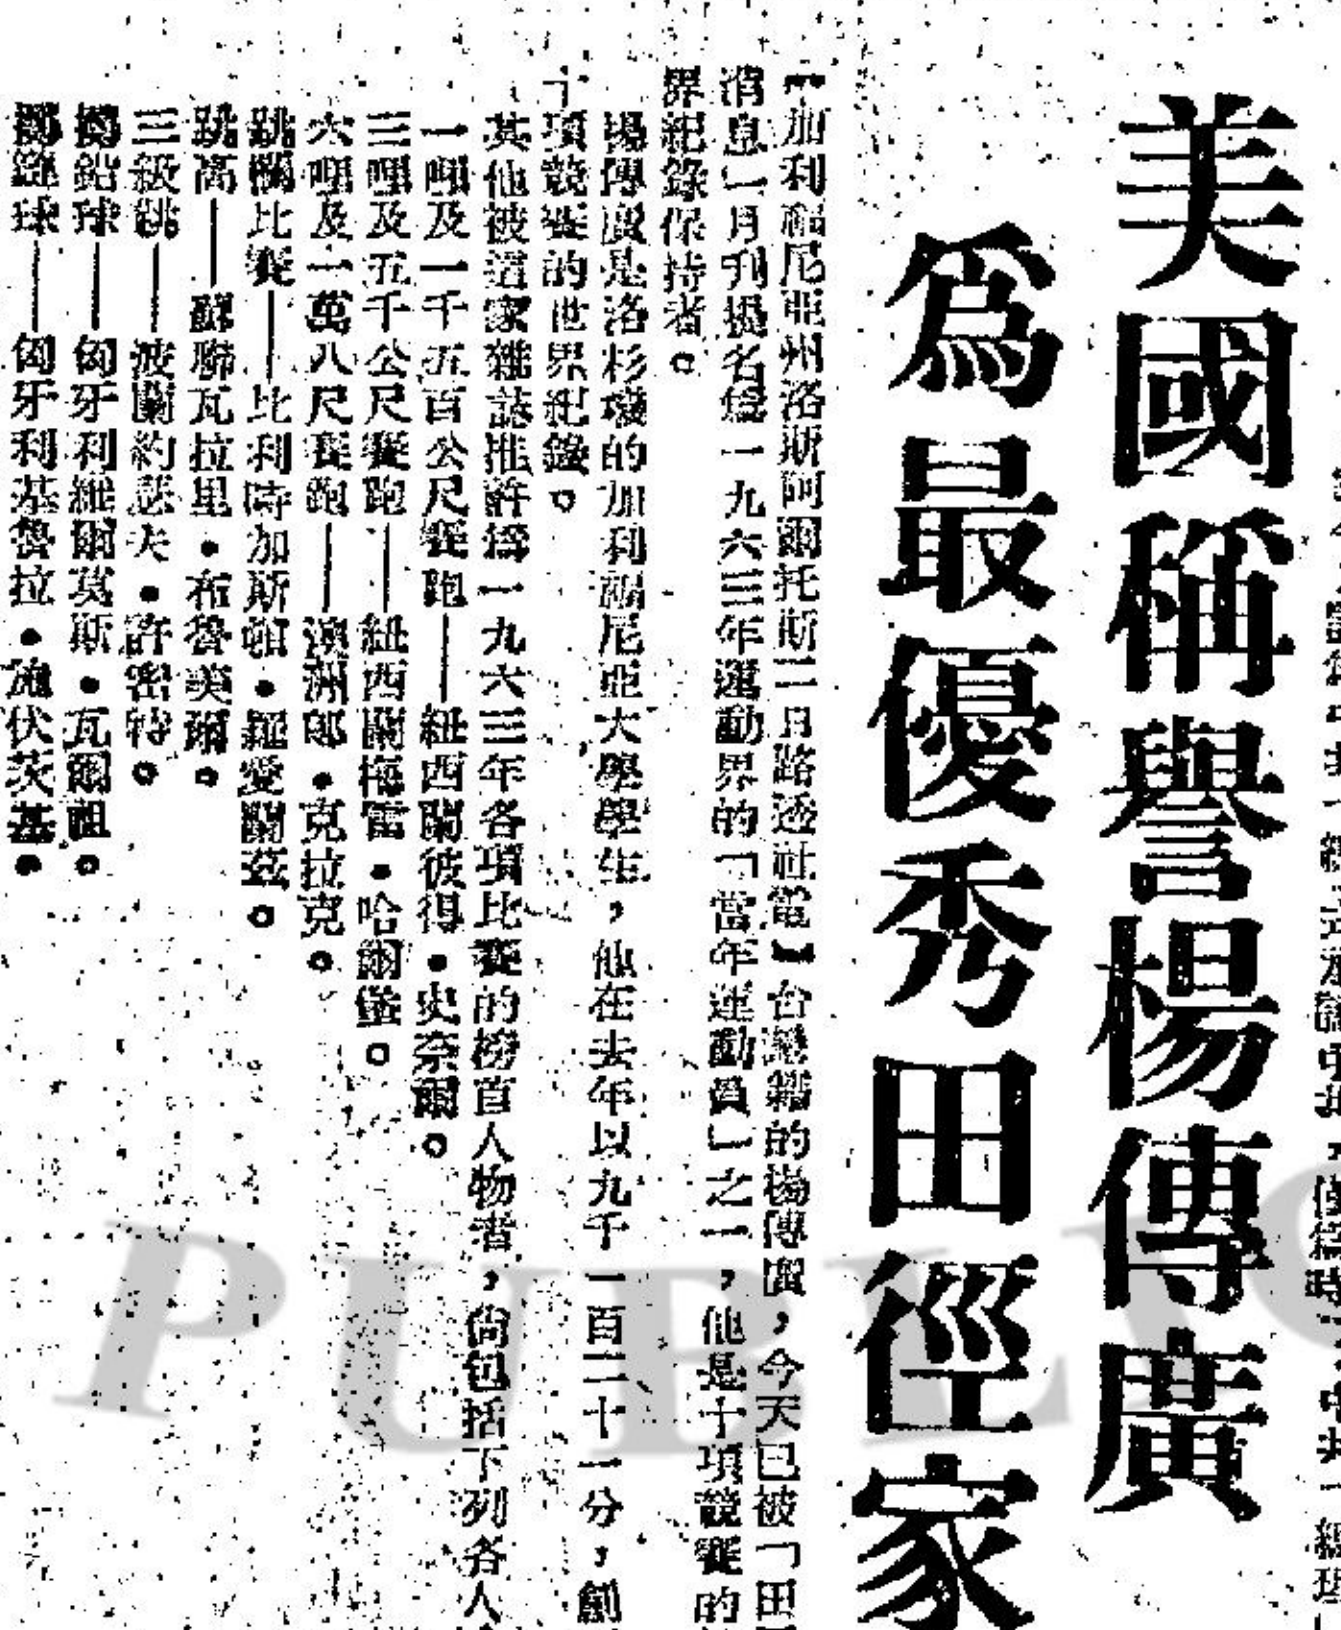 美國稱譽楊傳廣
爲最優秀田徑家
【加利福尼亞州洛斯阿爾托斯二日路透社電】台灣籍的楊傳廣,今天已被「田
消息」月刊提名爲一九六三年運動界的「當年運動員」之一,他是十項競賽的
界紀錄保持者。
楊傳廣是洛杉磯的加利福尼亞大學學生,他在去年以九千一百二十一分,創
十項競賽的世界紀錄。
其他被這家雜誌推許爲一九六三年各項比賽的榜首人物者,尙包括下列各人
一哩及一千五百公尺賽跑——紐西蘭彼得•史奈爾。
三哩及五千公尺賽跑——紐西蘭梅雷•哈爾堡。
六哩及一萬八尺賽跑——澳洲郎•克拉克。
跳欄比賽——比利時加斯頓•羅愛蘭茲。
跳高——蘇聯瓦拉里•布魯美爾。
三級跳——波蘭約瑟夫•許密特。
擲鉛球——匈牙利維爾莫斯•瓦爾祖。
擲鏈球——匈牙利基魯拉•施伏茨基。
PUBLIC